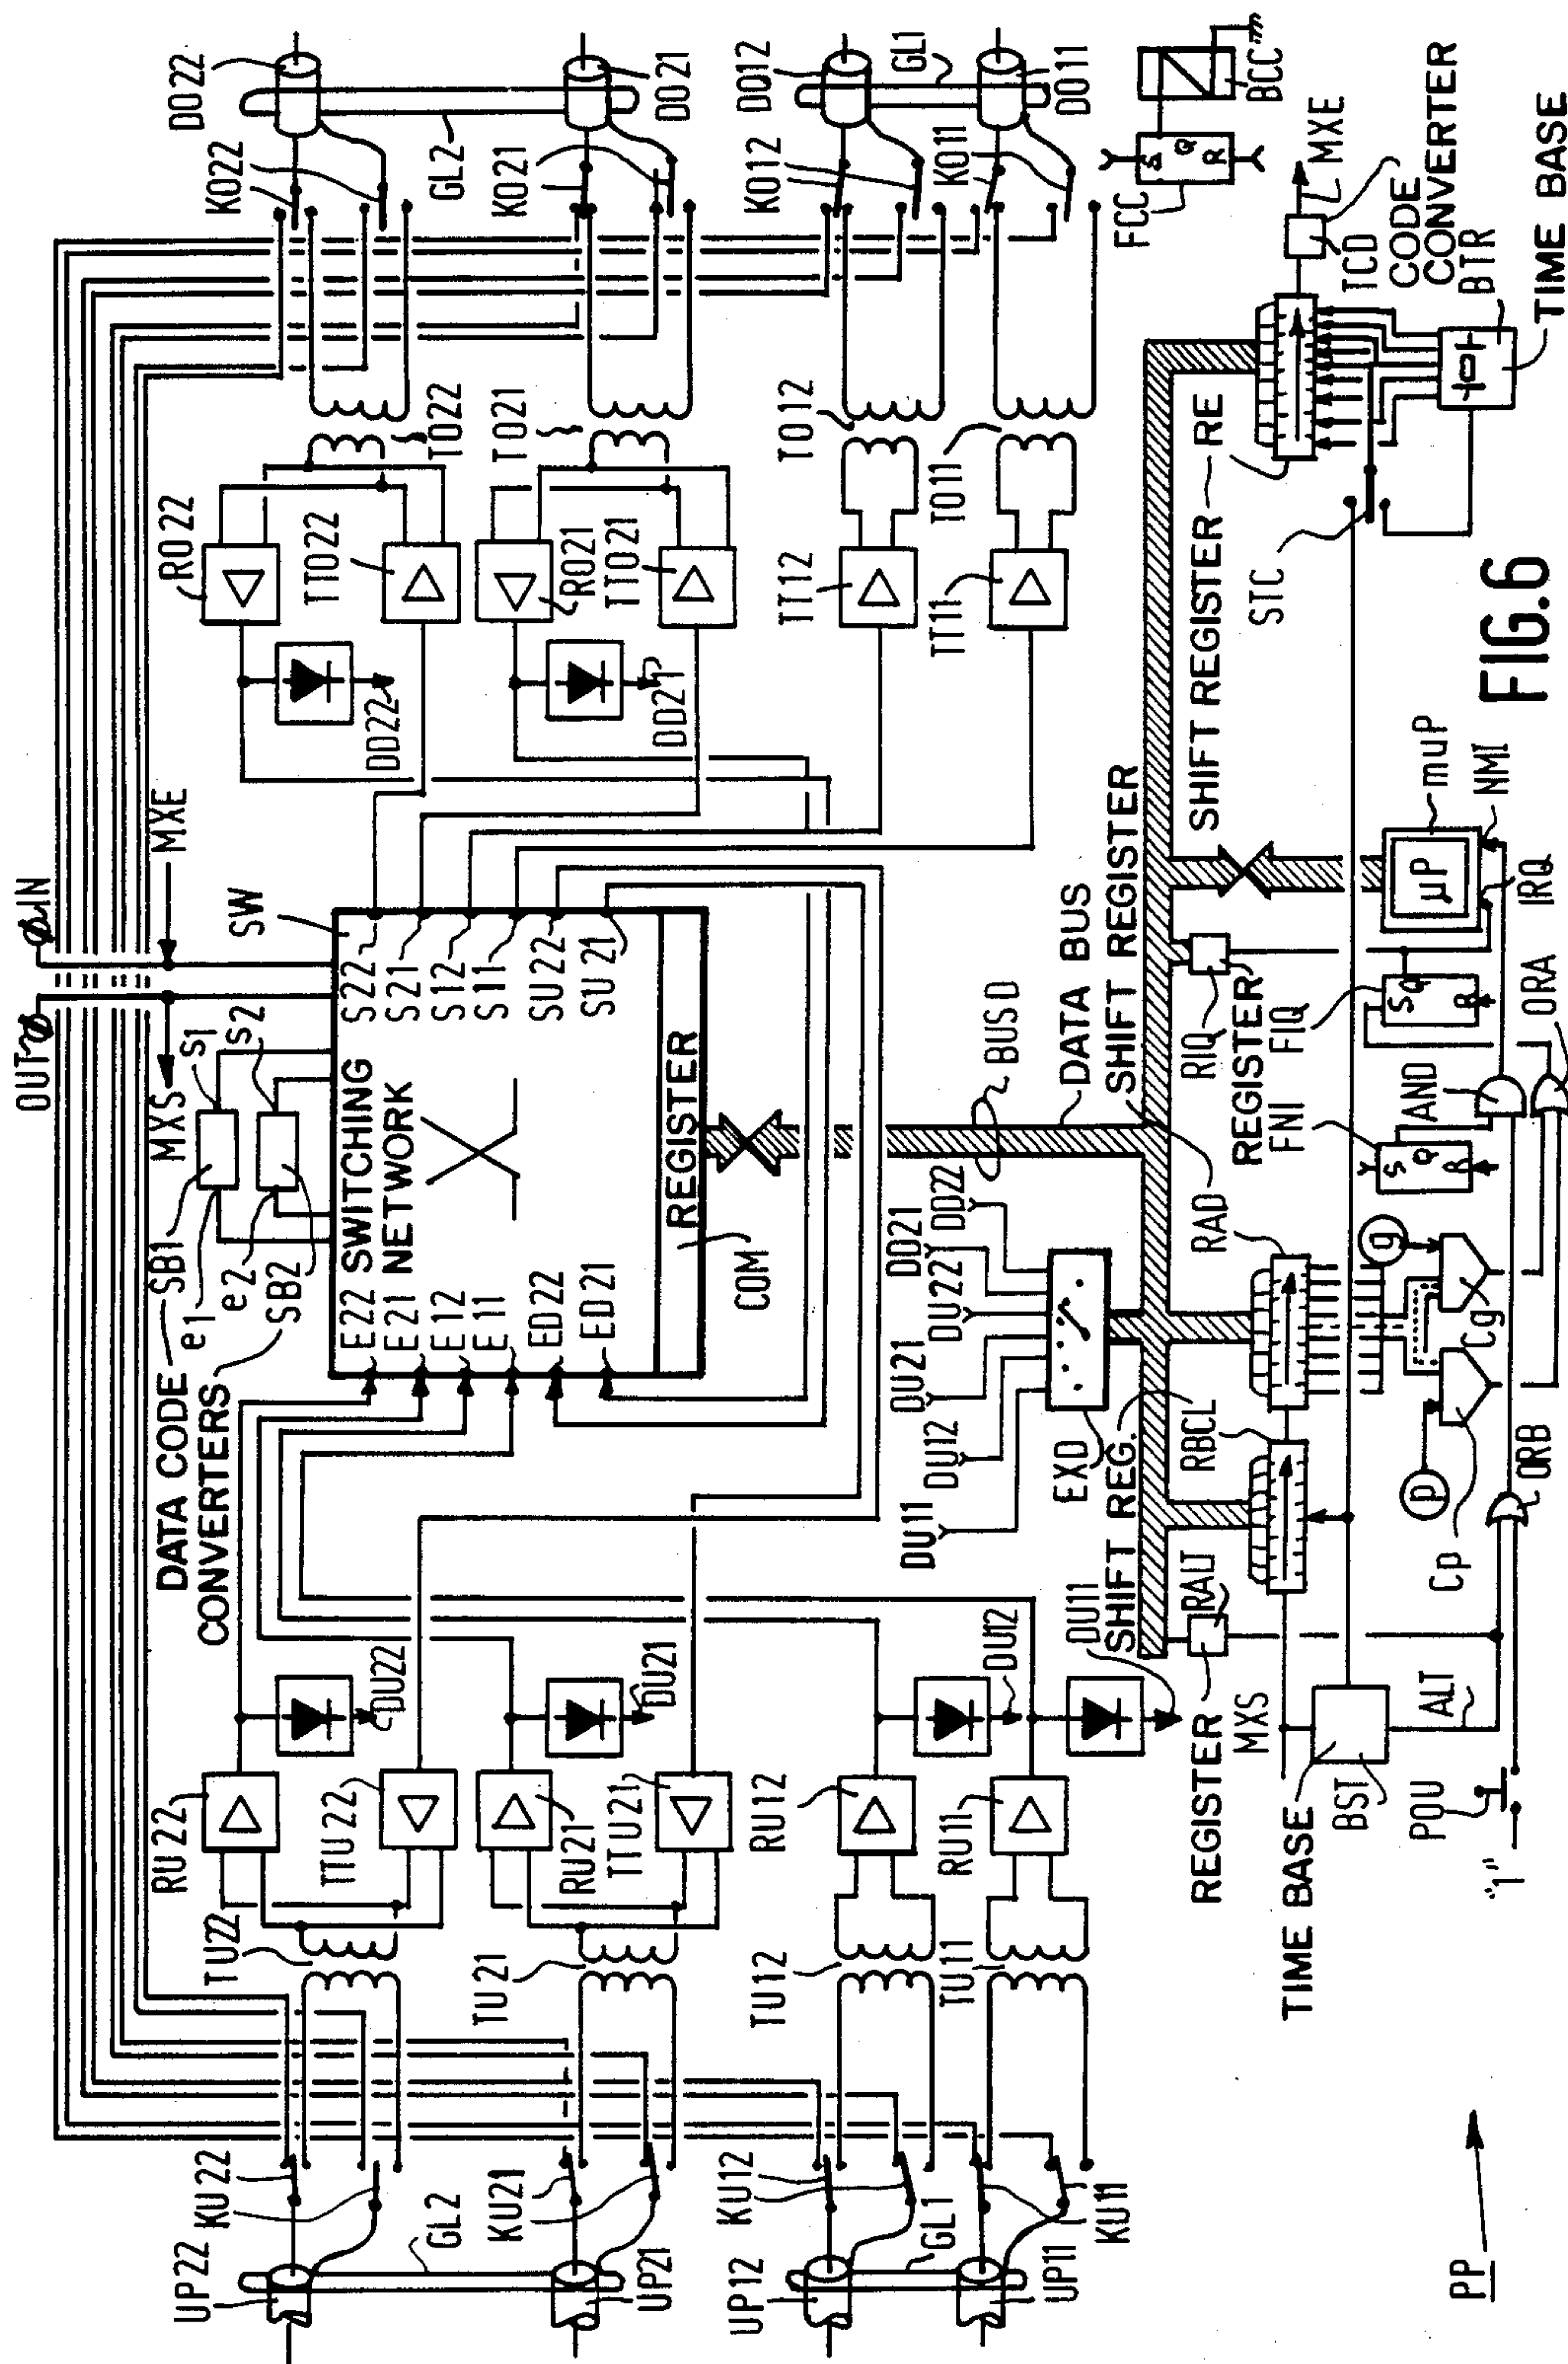 OUT
IN
MXS
MXE
SB1
e1
s1
s2
e2
SB2
DATA CODE
CONVERTERS
SWITCHING
NETWORK
SW
E22
E21
E12
E11
ED22
ED21
S22
S21
S12
S11
SU22
SU21
REGISTER
COM
UP22
KU22
GL2
UP21
KU21
UP12
KU12
GL1
UP11
KU11
TU22
RU22
TTU22
DU22
TU21
RU21
TTU21
DU21
TU12
RU12
DU12
TU11
RU11
DU11
DO22
KO22
GL2
KO21
DO21
DO12
KO12
GL1
KO11
DO11
RO22
TTO22
TO22
DD22
TO21
RO21
TTO21
DD21
TO12
TT12
TO11
TT11
FCC
S
Q
R
BCC
DU11
DU12
DU21
DU22
DD21
DD22
EXD
BUSD
DATA BUS
SHIFT REGISTER
SHIFT REG.
RBCL
RAD
SHIFT REGISTER
RE
REGISTER
RAU
MXS
TIME BASE
BST
ALT
POU
"1"
p
Cp
g
Cg
ORB
REGISTER
RIQ
FNI
S
Q
R
AND
FIQ
S
Q
R
ORA
μP
muP
NMI
IRQ
STC
TCD
CODE
CONVERTER
MXE
BTR
TIME BASE
PP
FIG.6